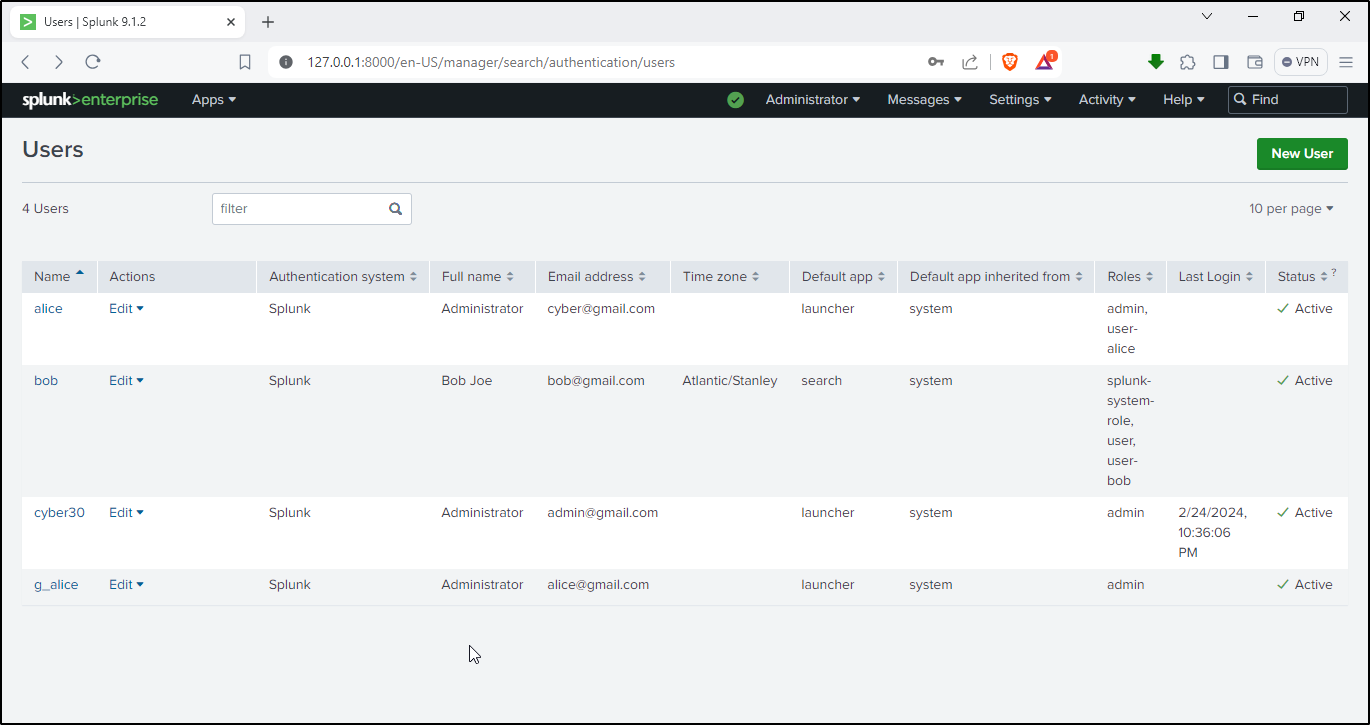 Users | Splunk 9.1.2
127.0.0.1:8000/en-US/manager/search/authentication/users
1
VPN
splunk>enterprise Apps Administrator Messages Settings Activity Help Find
Users
New User
4 Users filter 10 per page
Name Actions Authentication system Full name Email address Time zone Default app Default app inherited from Roles Last Login Status ?
alice Edit Splunk Administrator cyber@gmail.com launcher system admin, Active
user-
alice
bob Edit Splunk Bob Joe bob@gmail.com Atlantic/Stanley search system splunk- Active
system-
role,
user,
user-
bob
cyber30 Edit Splunk Administrator admin@gmail.com launcher system admin 2/24/2024, Active
10:36:06
PM
g_alice Edit Splunk Administrator alice@gmail.com launcher system admin Active